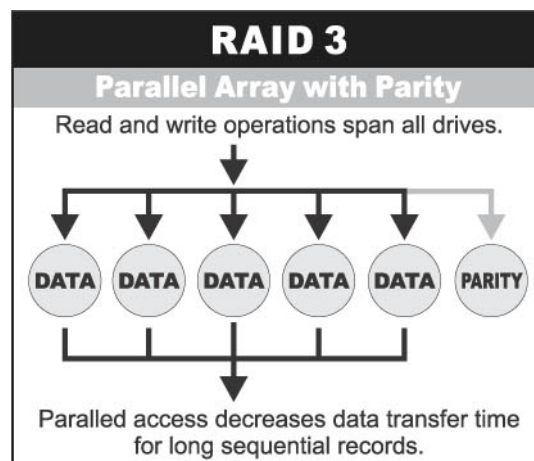 RAID 3
Parallel Array with Parity
Read and write operations span all drives.
DATA DATA DATA DATA DATA PARITY
Paralled access decreases data transfer time
for long sequential records.